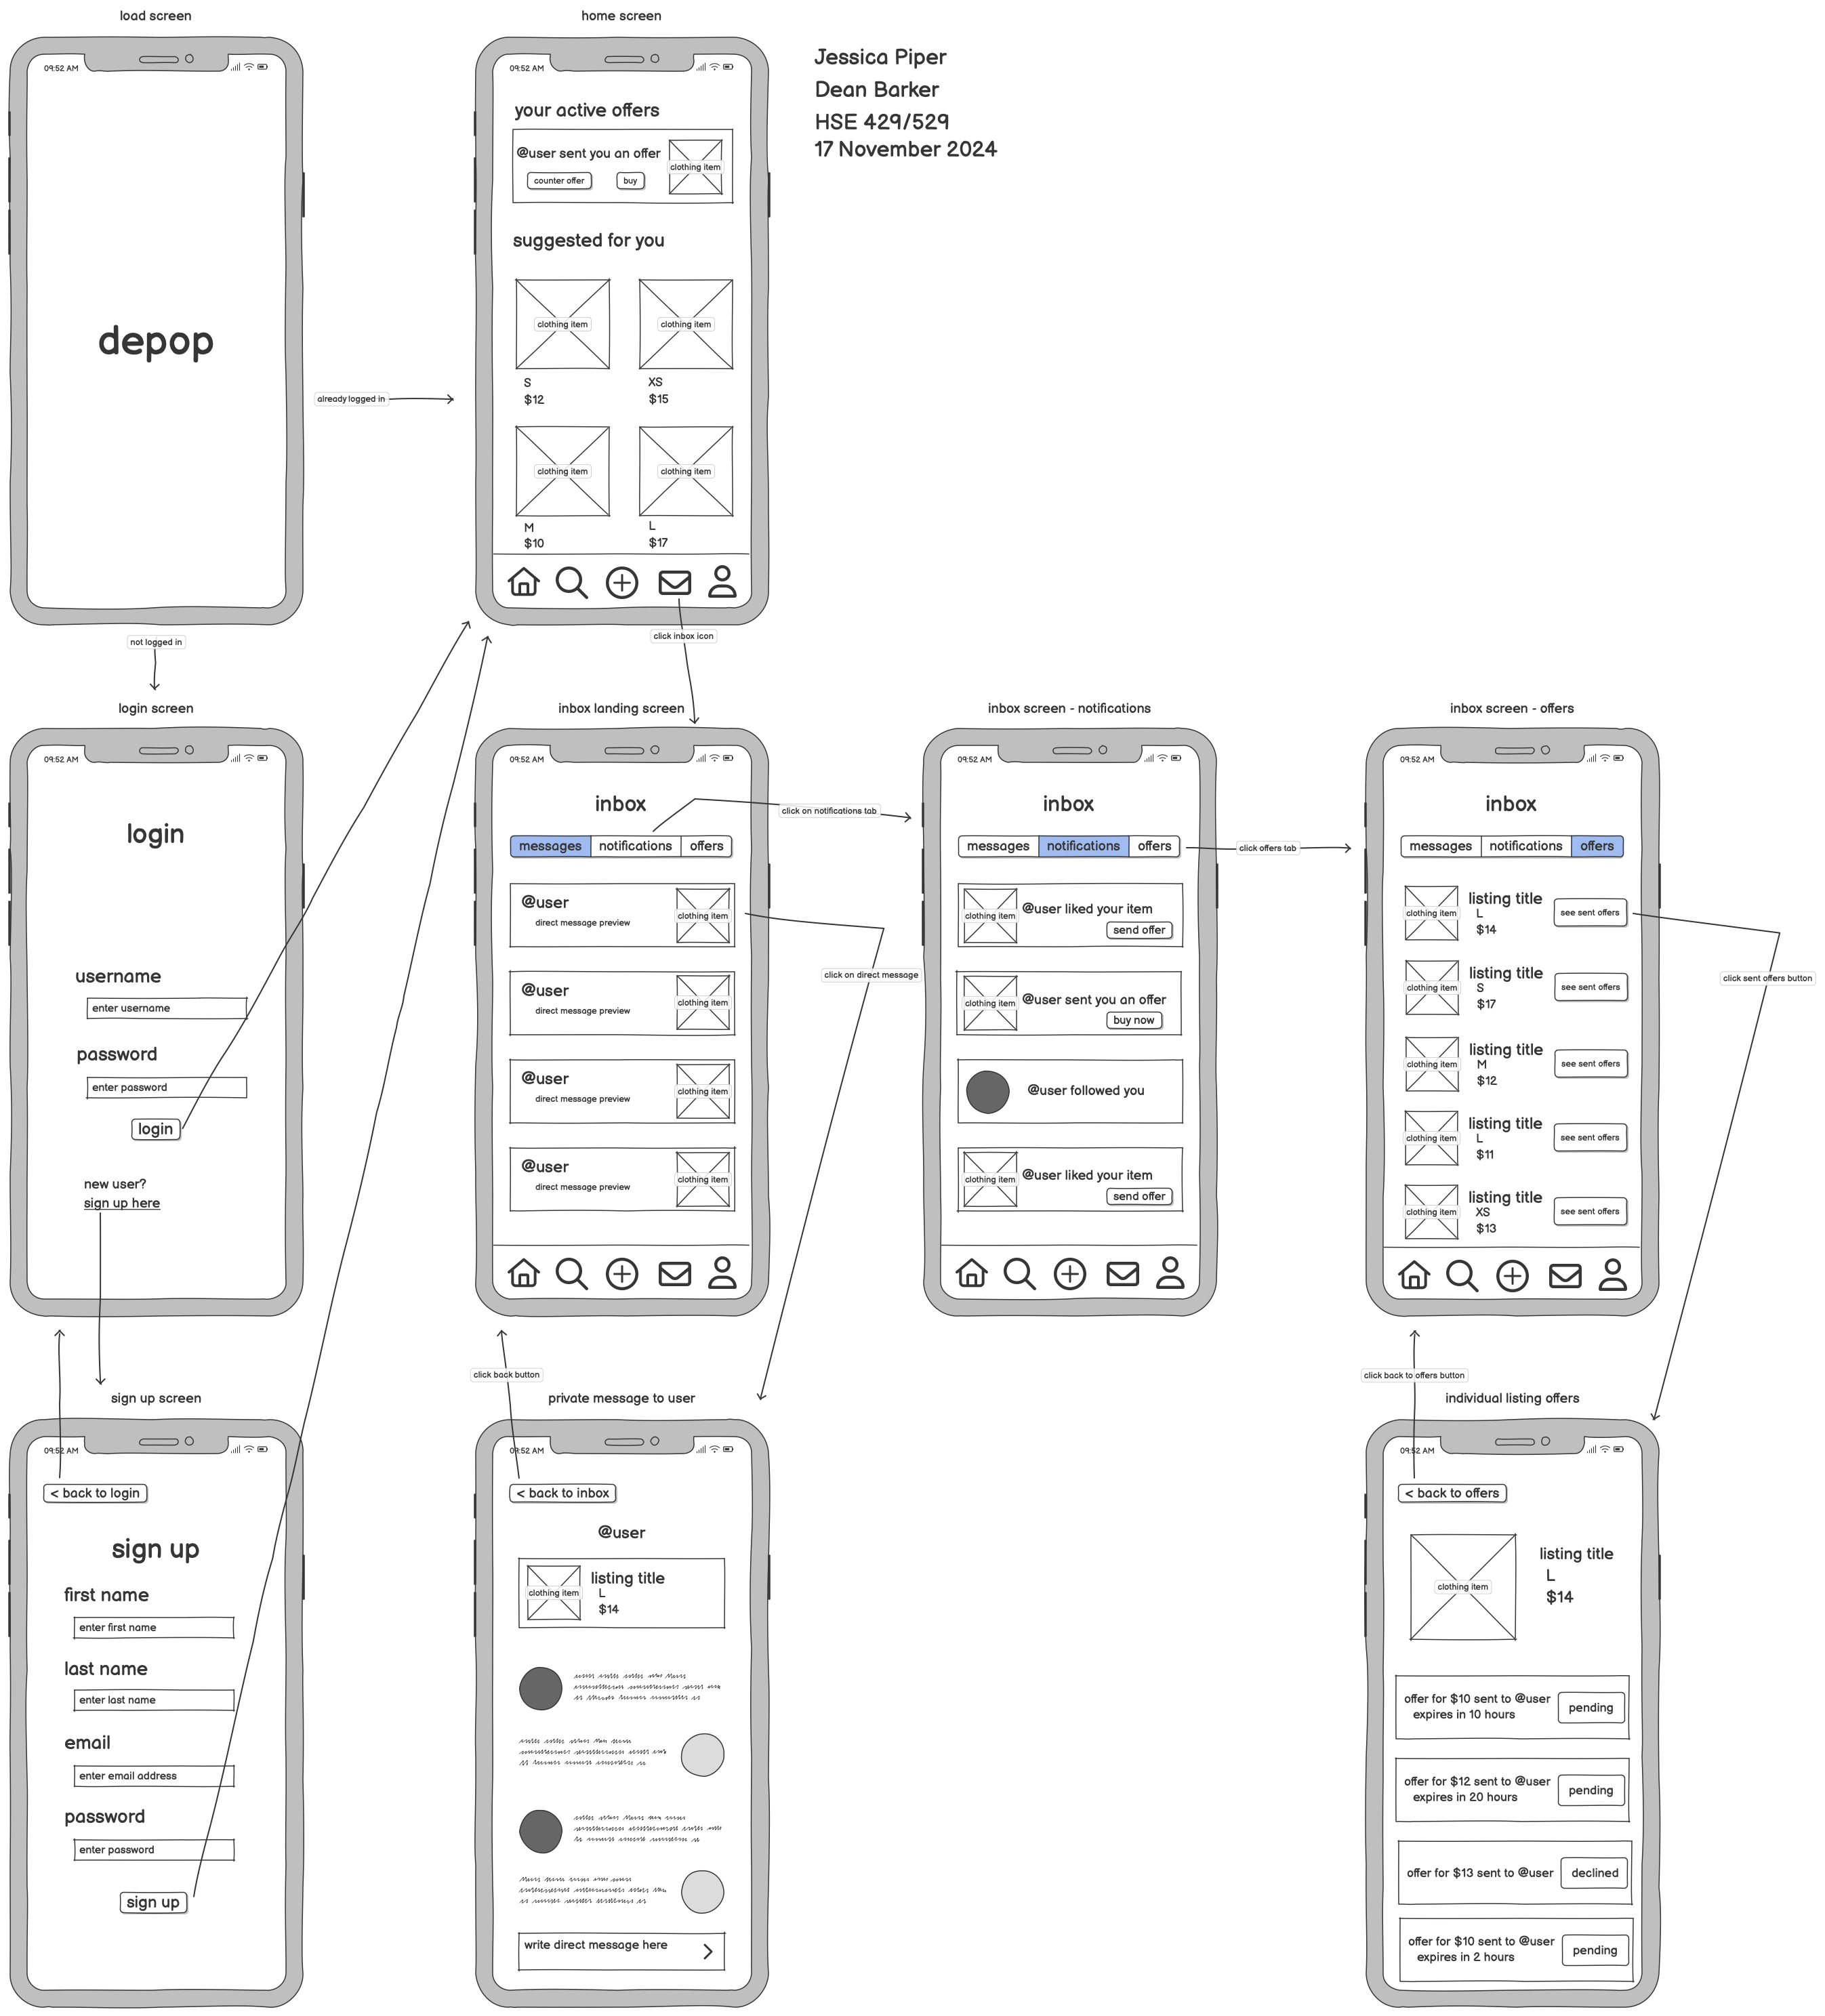 load screen
09:52 AM
depop
already logged in
not logged in
home screen
09:52 AM
your active offers
@user sent you an offer
counter offer
buy
clothing item
suggested for you
clothing item
clothing item
S
$12
XS
$15
clothing item
clothing item
M
$10
L
$17
click inbox icon
Jessica Piper
Dean Barker
HSE 429/529
17 November 2024
login screen
09:52 AM
login
username
enter username
password
enter password
login
new user?
sign up here
inbox landing screen
09:52 AM
inbox
messages
notifications
offers
@user
direct message preview
clothing item
@user
direct message preview
clothing item
@user
direct message preview
clothing item
@user
direct message preview
clothing item
click on notifications tab
click on direct message
inbox screen - notifications
09:52 AM
inbox
messages
notifications
offers
clothing item
@user liked your item
send offer
clothing item
@user sent you an offer
buy now
@user followed you
clothing item
@user liked your item
send offer
click offers tab
inbox screen - offers
09:52 AM
inbox
messages
notifications
offers
clothing item
listing title
L
$14
see sent offers
clothing item
listing title
S
$17
see sent offers
clothing item
listing title
M
$12
see sent offers
clothing item
listing title
L
$11
see sent offers
clothing item
listing title
XS
$13
see sent offers
click sent offers button
sign up screen
09:52 AM
< back to login
sign up
first name
enter first name
last name
enter last name
email
enter email address
password
enter password
sign up
click back button
private message to user
09:52 AM
< back to inbox
@user
clothing item
listing title
L
$14
write direct message here
click back to offers button
individual listing offers
09:52 AM
< back to offers
clothing item
listing title
L
$14
offer for $10 sent to @user
expires in 10 hours
pending
offer for $12 sent to @user
expires in 20 hours
pending
offer for $13 sent to @user
declined
offer for $10 sent to @user
expires in 2 hours
pending